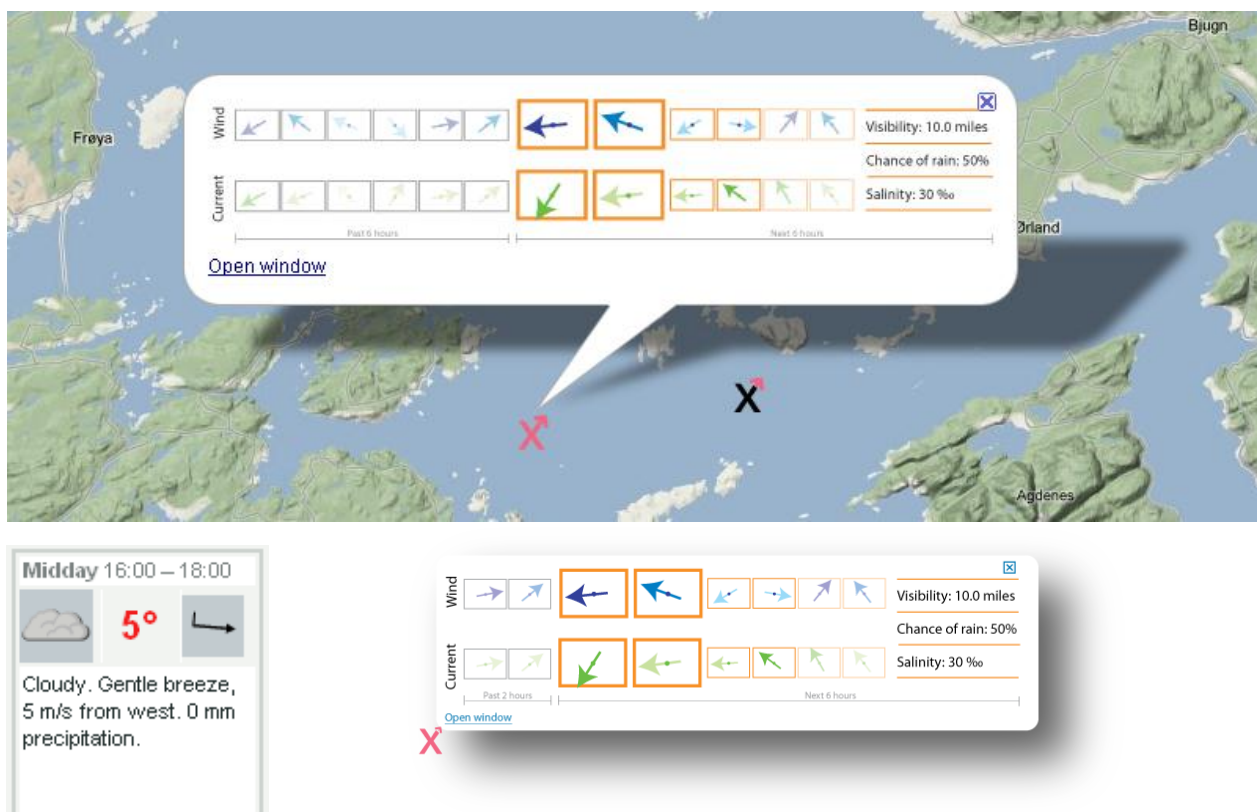 Bjugn
Frøya
Wind
Visibility: 10.0 miles
Chance of rain: 50%
Current
Salinity: 30 ‰
Ørland
Past 6 hours
Next 6 hours
Open window
X
X
Agdenes
Midday 16:00 – 18:00
5°
Cloudy. Gentle breeze,
5 m/s from west. 0 mm
precipitation.
Wind
Visibility: 10.0 miles
Chance of rain: 50%
Current
Salinity: 30 ‰
Past 2 hours
Next 6 hours
Open window
X